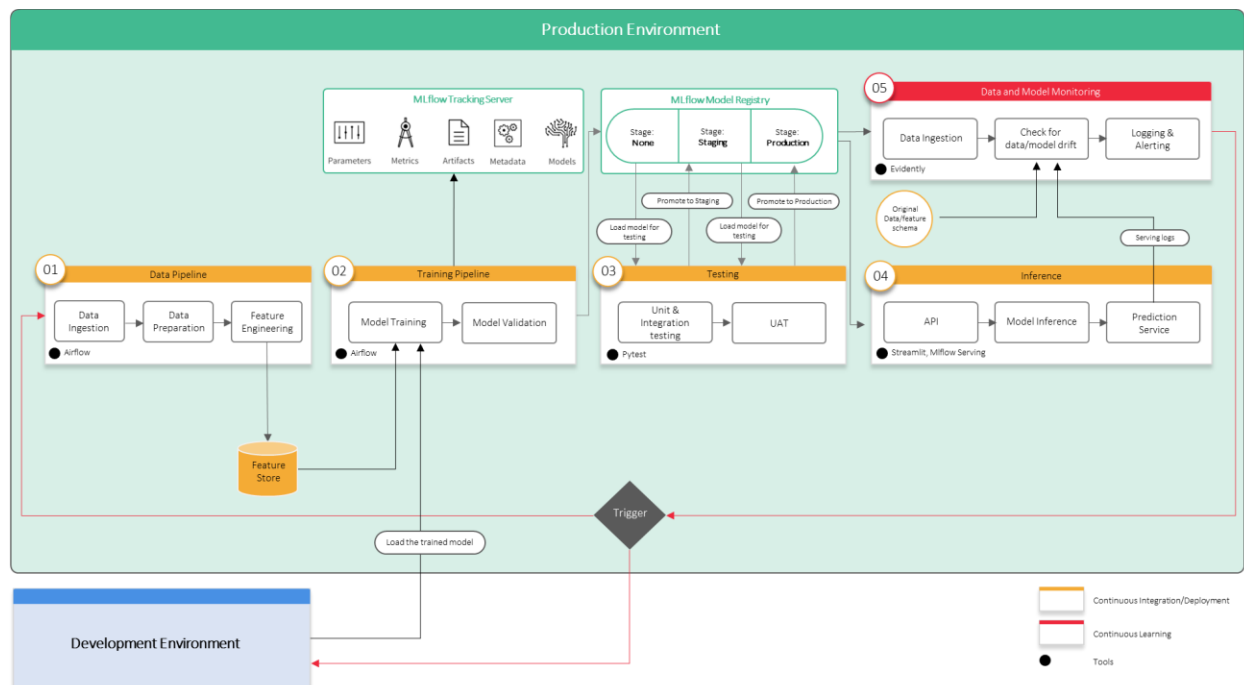 Production Environment
MLflow Tracking Server
Parameters
Metrics
Artifacts
Metadata
Models
MLflow Model Registry
Stage:
None
Stage:
Staging
Stage:
Production
05
Data and Model Monitoring
Data Ingestion
Check for
data/model drift
Logging &
Alerting
Evidently
Promote to Staging
Promote to Production
Load model for
testing
Load model for
testing
Original
Data/feature
schema
Serving logs
01
Data Pipeline
Data
Ingestion
Data
Preparation
Feature
Engineering
Airflow
02
Training Pipeline
Model Training
Model Validation
Airflow
03
Testing
Unit &
Integration
testing
UAT
Pytest
04
Inference
API
Model Inference
Prediction
Service
Streamlit, Mlflow Serving
Feature
Store
Trigger
Load the trained model
Development Environment
Continuous Integration/Deployment
Continuous Learning
Tools